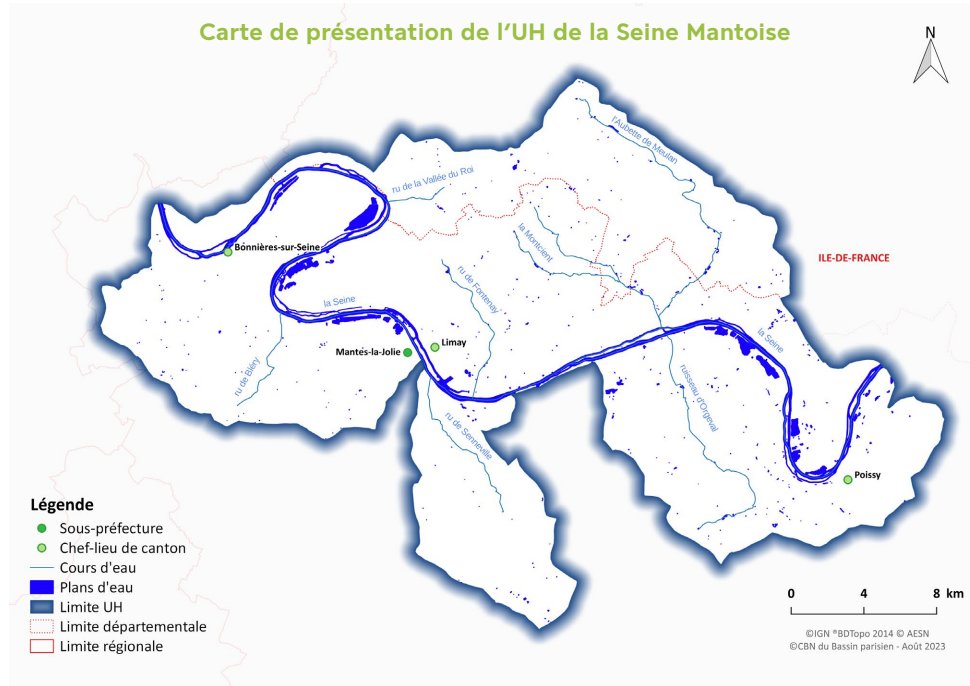 Carte de présentation de l'UH de la Seine Mantoise
N
l'Aubette de Meulan
ru de la Vallée du Roi
la Montcient
Bonnières-sur-Seine
ILE-DE-FRANCE
ru de Fontenay
la Seine
la Seine
Limay
Mantes-la-Jolie
ru de Bléry
ruisseau d'Orgeval
ru de Senneville
Poissy
Légende
Sous-préfecture
Chef-lieu de canton
Cours d'eau
Plans d'eau
Limite UH
Limite départementale
Limite régionale
0 4 8 km
©IGN ®BDTopo 2014 © AESN
©CBN du Bassin parisien - Août 2023